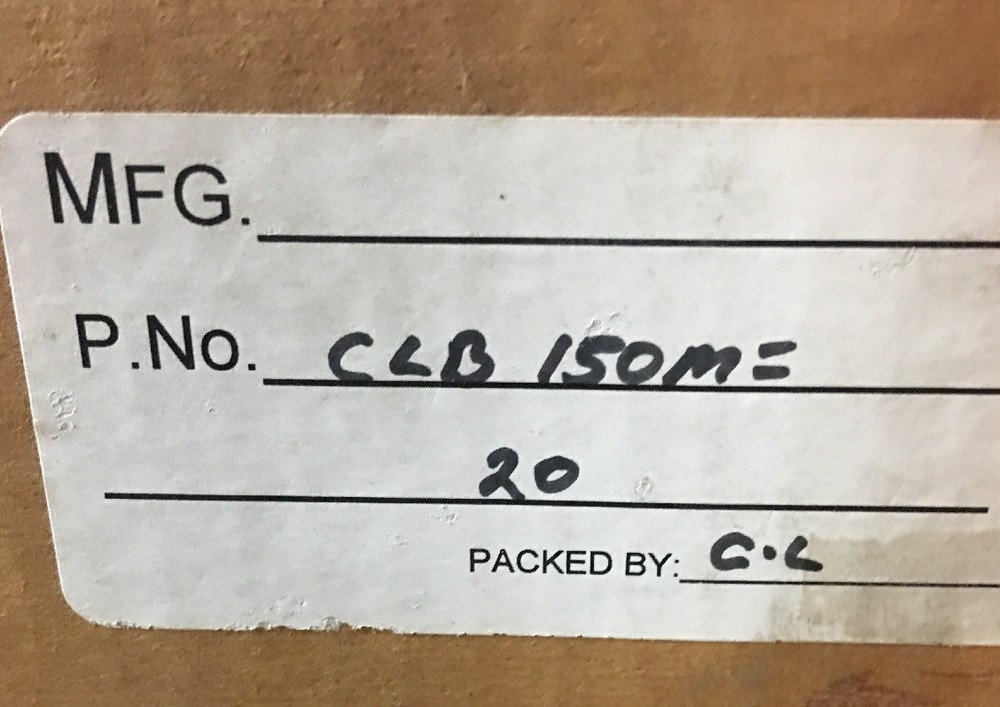 MFG.
P.No. CLB 150M=
20
PACKED BY: C.L